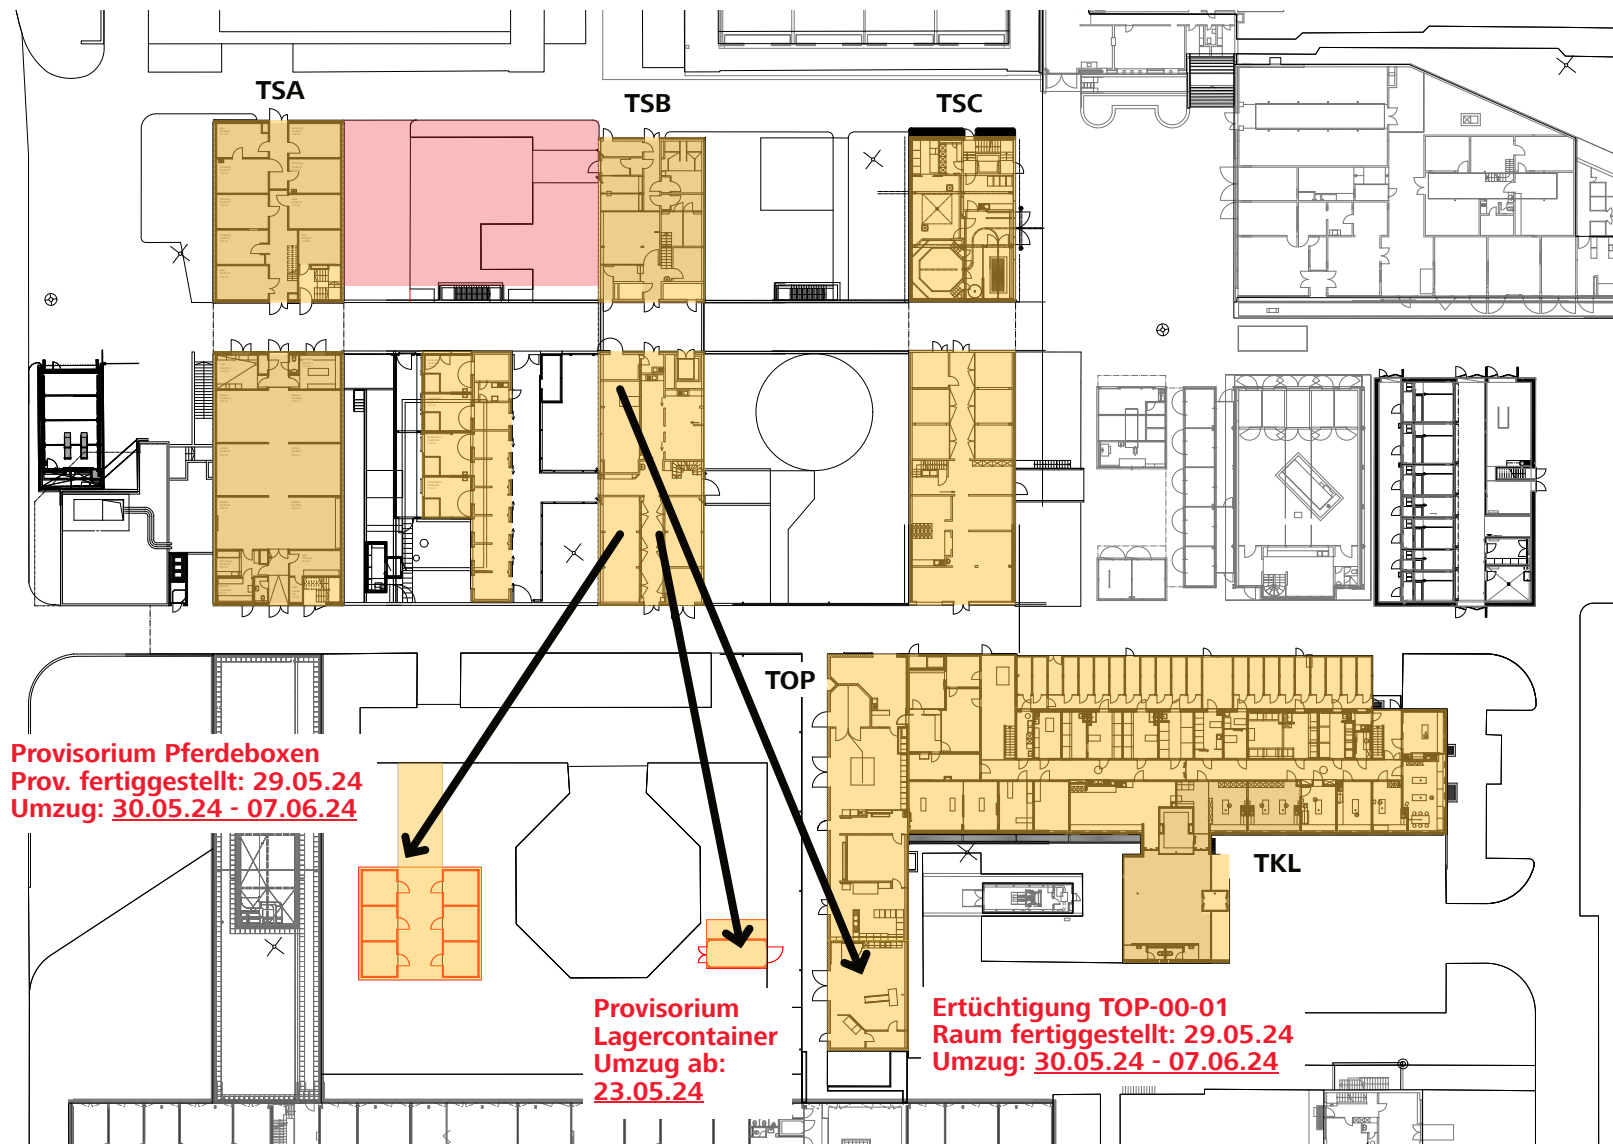 TSA
TSB
TSC
TOP
Provisorium Pferdeboxen
Prov. fertiggestellt: 29.05.24
Umzug: 30.05.24 - 07.06.24
TKL
Provisorium
Lagercontainer
Umzug ab:
23.05.24
Ertüchtigung TOP-00-01
Raum fertiggestellt: 29.05.24
Umzug: 30.05.24 - 07.06.24